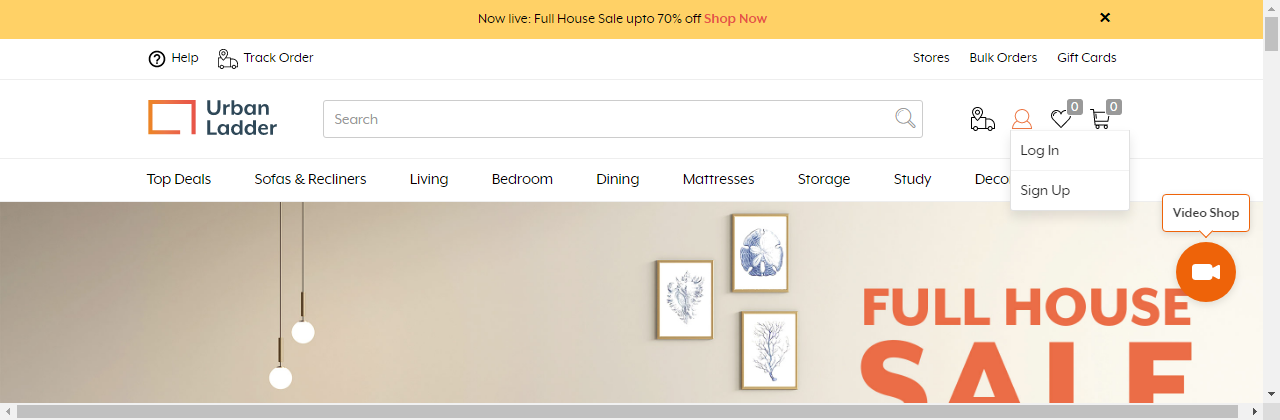 Now live: Full House Sale upto 70% off Shop Now ✕
Help Track Order Stores Bulk Orders Gift Cards
Urban
Ladder
Search
0 0
Log In
Top Deals Sofas & Recliners Living Bedroom Dining Mattresses Storage Study
Sign Up
Video Shop
FULL HOUSE
SALE